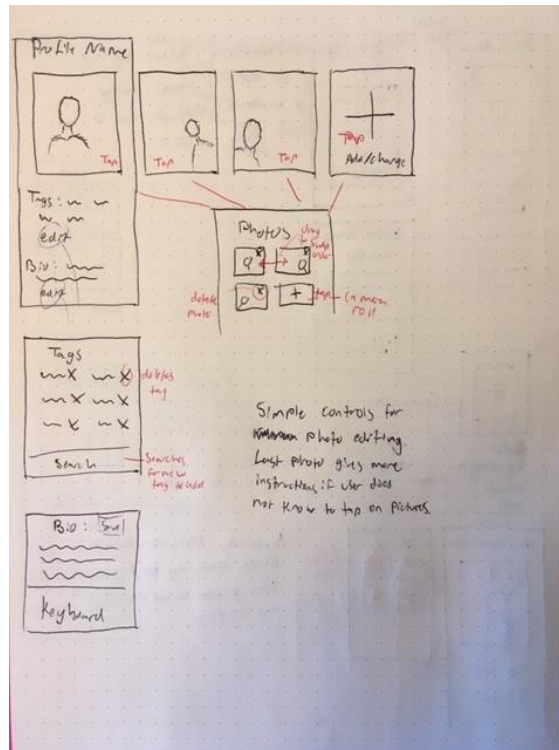 Profile Name
Tap
Tap
Tap
Tap
Add/change
Tags:
edit
Bio:
edit
Photos
drag
to swap
order
delete
photo
+
tap
camera
roll
Tags
X X deletes
tag
X X
X X
Search
Searches
for new
tag to add
Bio: Save
Keyboard
Simple controls for
photo editing.
Last photo gives more
instructions if user does
not know to tap on pictures.